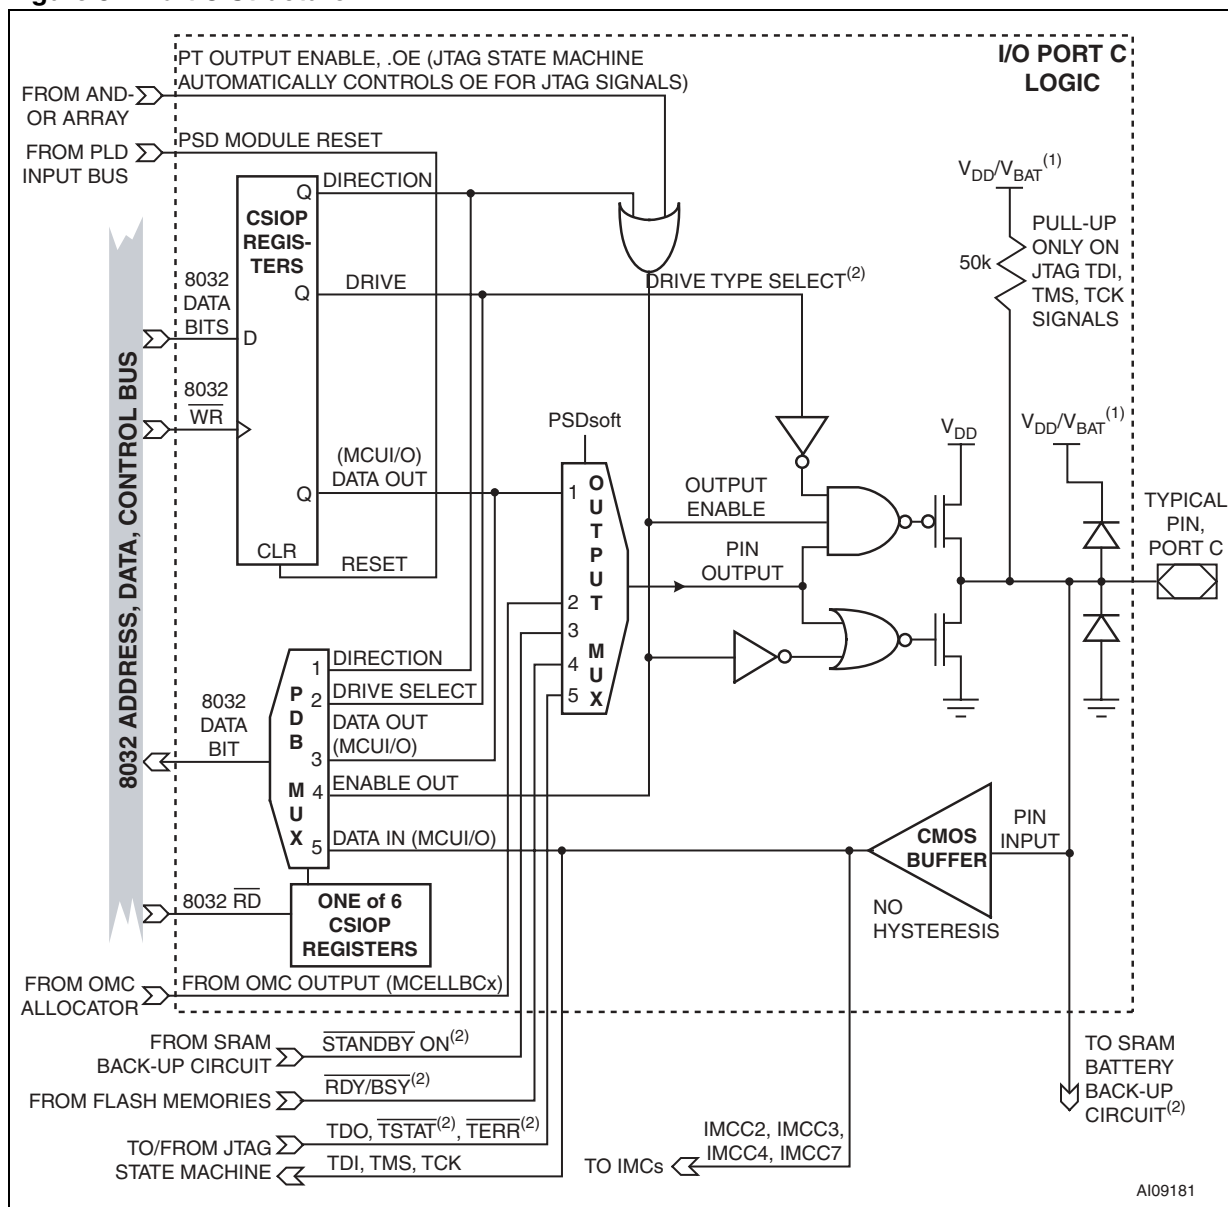 PT OUTPUT ENABLE, .OE (JTAG STATE MACHINE
AUTOMATICALLY CONTROLS OE FOR JTAG SIGNALS)
I/O PORT C
LOGIC
FROM AND-
OR ARRAY
PSD MODULE RESET
FROM PLD
INPUT BUS
DIRECTION
Q
CSIOP
REGIS-
TERS
Q
DRIVE
DRIVE TYPE SELECT(2)
VDD/VBAT(1)
50k
PULL-UP
ONLY ON
JTAG TDI,
TMS, TCK
SIGNALS
8032
DATA
BITS
D
8032
WR
8032 ADDRESS, DATA, CONTROL BUS
(MCUI/O)
DATA OUT
Q
CLR
RESET
PSDsoft
OUTPUT MUX
1
2
3
4
5
OUTPUT
ENABLE
PIN
OUTPUT
VDD
VDD/VBAT(1)
TYPICAL
PIN,
PORT C
8032
DATA
BIT
PDB MUX
1
DIRECTION
2
DRIVE SELECT
DATA OUT
3
(MCUI/O)
4
ENABLE OUT
5
DATA IN (MCUI/O)
CMOS
BUFFER
PIN
INPUT
NO
HYSTERESIS
8032 RD
ONE of 6
CSIOP
REGISTERS
FROM OMC
ALLOCATOR
FROM OMC OUTPUT (MCELLBCx)
FROM SRAM
BACK-UP CIRCUIT
STANDBY ON(2)
FROM FLASH MEMORIES
RDY/BSY(2)
TO/FROM JTAG
STATE MACHINE
TDO, TSTAT(2), TERR(2)
TDI, TMS, TCK
TO IMCs
IMCC2, IMCC3,
IMCC4, IMCC7
TO SRAM
BATTERY
BACK-UP
CIRCUIT(2)
AI09181